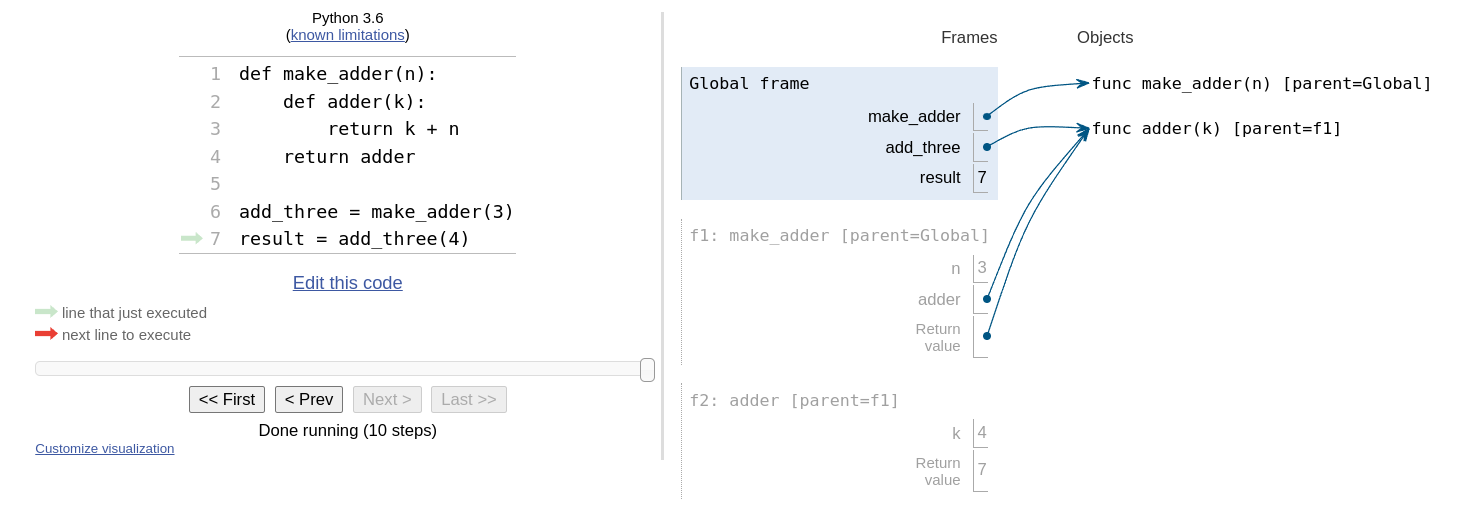 Python 3.6
(known limitations)
1 def make_adder(n):
2     def adder(k):
3         return k + n
4     return adder
5
6 add_three = make_adder(3)
7 result = add_three(4)
Edit this code
line that just executed
next line to execute
<< First < Prev Next > Last >>
Done running (10 steps)
Customize visualization
Frames Objects
Global frame
make_adder
add_three
result 7
func make_adder(n) [parent=Global]
func adder(k) [parent=f1]
f1: make_adder [parent=Global]
n 3
adder
Return
value
f2: adder [parent=f1]
k 4
Return
value 7